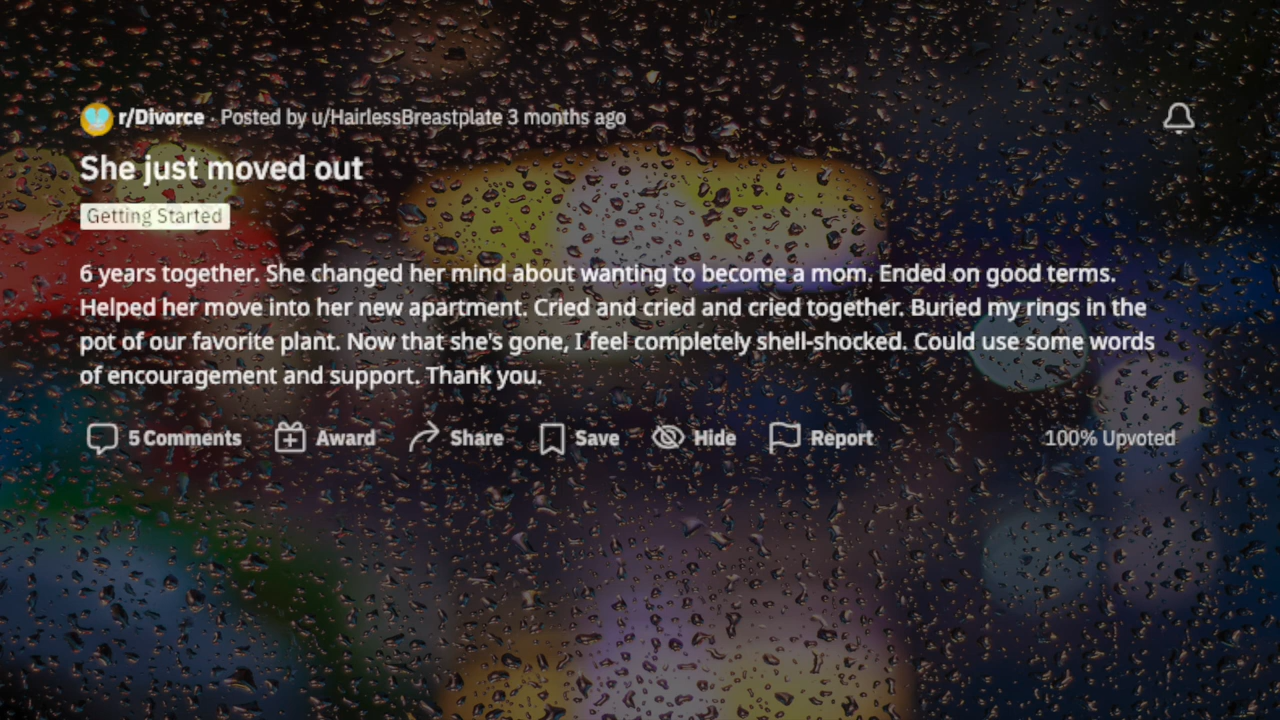 r/Divorce · Posted by u/HairlessBreastplate 3 months ago
She just moved out
Getting Started
6 years together. She changed her mind about wanting to become a mom. Ended on good terms.
Helped her move into her new apartment. Cried and cried and cried together. Buried my rings in the
pot of our favorite plant. Now that she's gone, I feel completely shell-shocked. Could use some words
of encouragement and support. Thank you.
5 Comments Award Share Save Hide Report 100% Upvoted